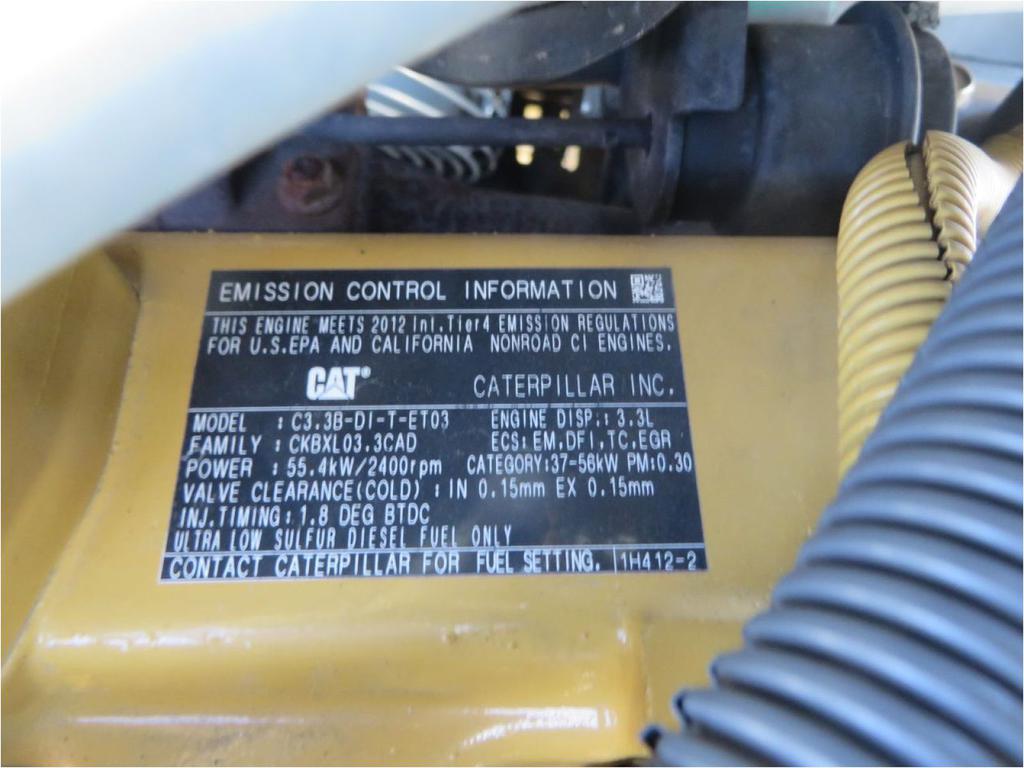 EMISSION CONTROL INFORMATION
THIS ENGINE MEETS 2012 Int.Tier4 EMISSION REGULATIONS
FOR U.S.EPA AND CALIFORNIA NONROAD CI ENGINES.
CAT® CATERPILLAR INC.
MODEL : C3.3B-DI-T-ET03 ENGINE DISP.: 3.3L
FAMILY : CKBXL03.3CAD ECS: EM,DFI,TC,EGR
POWER : 55.4kW/2400rpm CATEGORY:37-56kW PM:0.30
VALVE CLEARANCE(COLD) : IN 0.15mm EX 0.15mm
INJ.TIMING: 1.8 DEG BTDC
ULTRA LOW SULFUR DIESEL FUEL ONLY
CONTACT CATERPILLAR FOR FUEL SETTING. 1H412-2